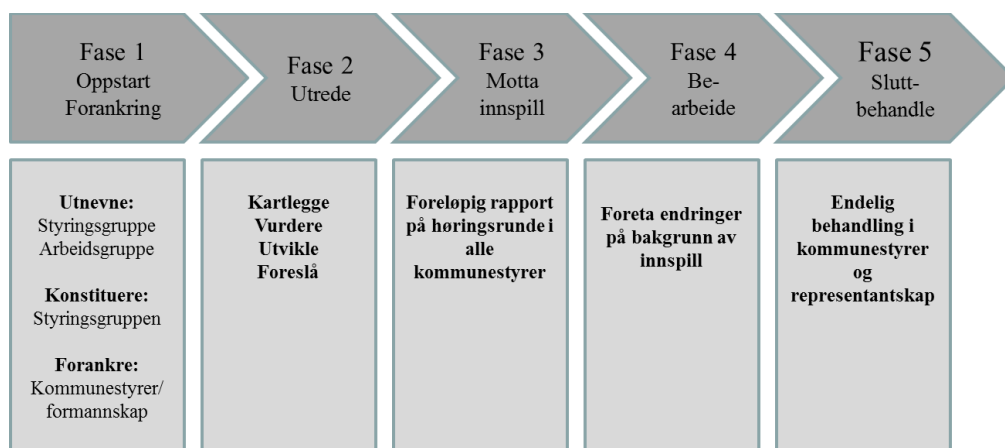 Fase 1
Oppstart
Forankring
Fase 2
Utrede
Fase 3
Motta
innspill
Fase 4
Be-
arbeide
Fase 5
Slutt-
behandle
Utnevne:
Styringsgruppe
Arbeidsgruppe
Konstituere:
Styringsgruppen
Forankre:
Kommunestyrer/
formannskap
Kartlegge
Vurdere
Utvikle
Foreslå
Foreløpig rapport
på høringsrunde i
alle
kommunestyrer
Foreta endringer
på bakgrunn av
innspill
Endelig
behandling i
kommunestyrer
og
representantskap